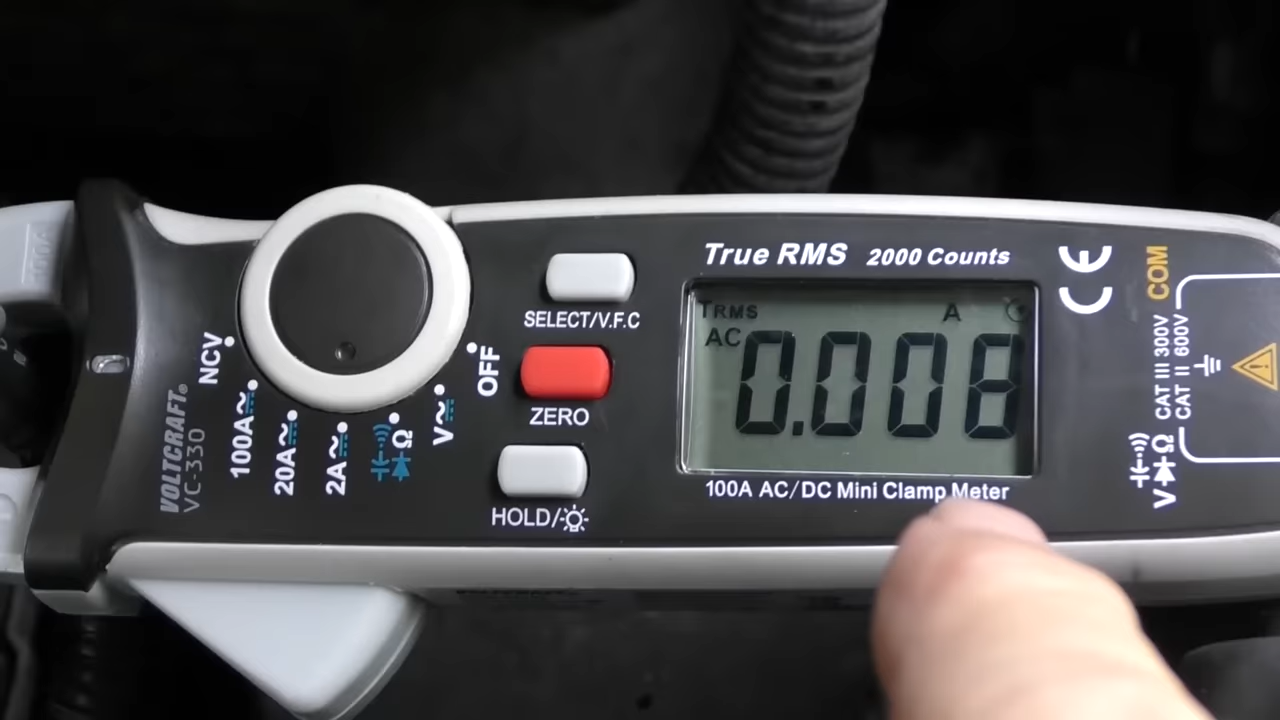 VOLTCRAFT®
VC-330
NCV
100A
20A
2A
Ω
V
OFF
SELECT/V.F.C
ZERO
HOLD/
True RMS 2000 Counts
TRMS
A
AC
0.008
100A AC/DC Mini Clamp Meter
CE
COM
CAT III 300V
CAT II 600V
V Ω